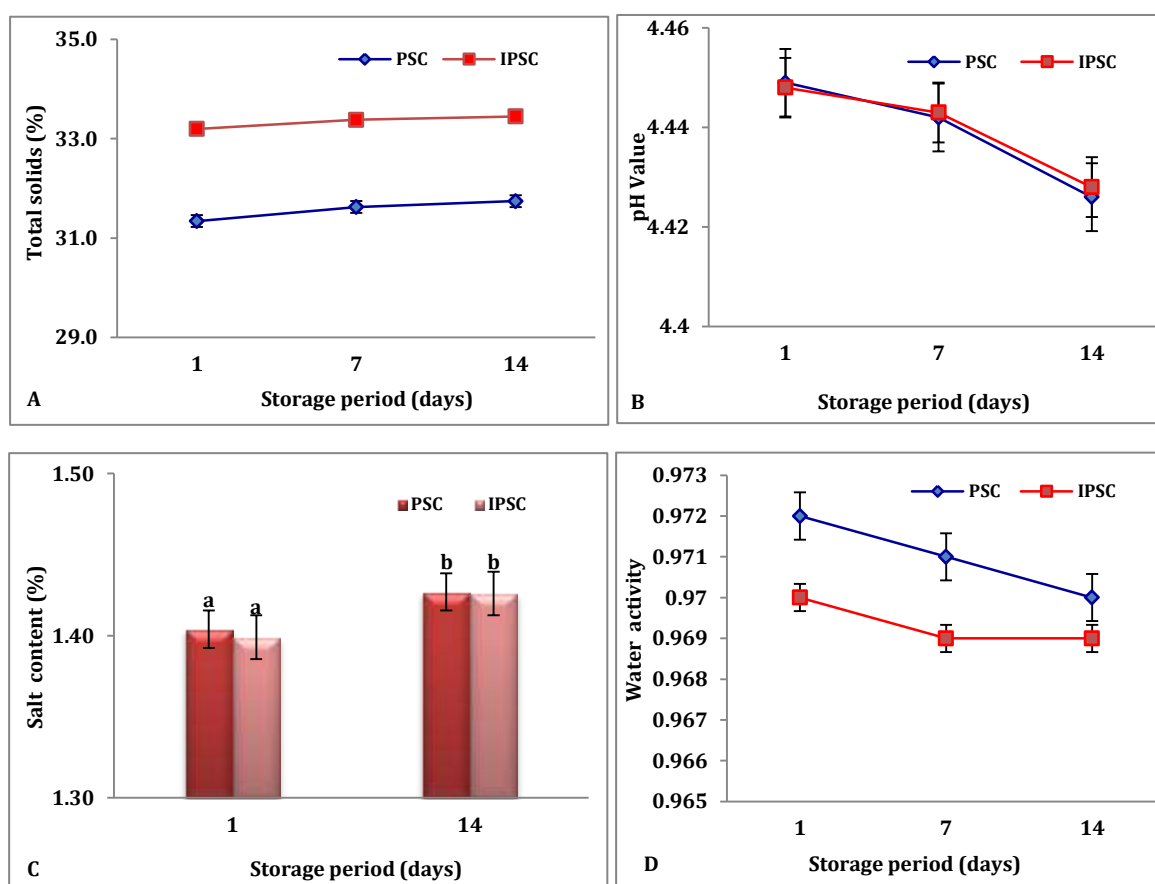 35.0
33.0
31.0
29.0
Total solids (%)
PSC IPSC
1 7 14
A Storage period (days)
4.46
4.44
4.42
4.4
pH Value
PSC IPSC
1 7 14
B Storage period (days)
1.50
1.40
1.30
Salt content (%)
PSC IPSC
a a b b
1 14
C Storage period (days)
0.973
0.972
0.971
0.97
0.969
0.968
0.967
0.966
0.965
Water activity
PSC IPSC
1 7 14
D Storage period (days)